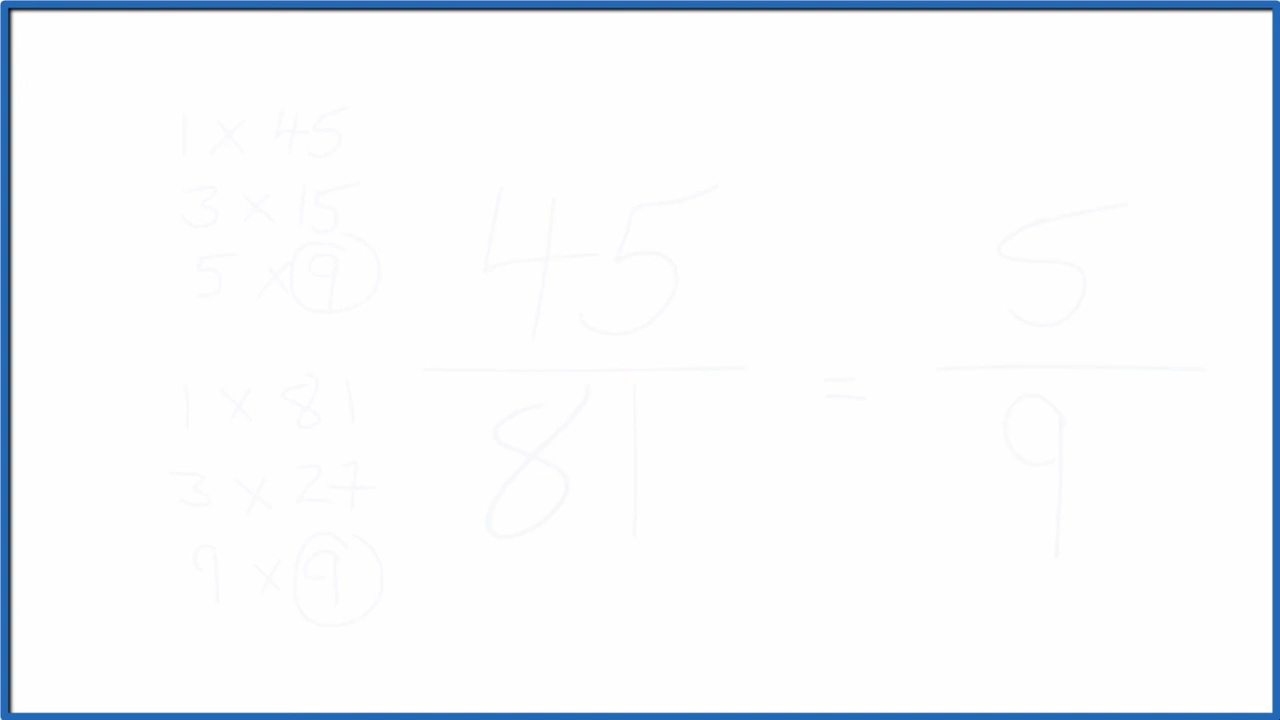 1 × 45
3 × 15
5 × 9
1 × 81
3 × 27
9 × 9
45
81
=
5
9